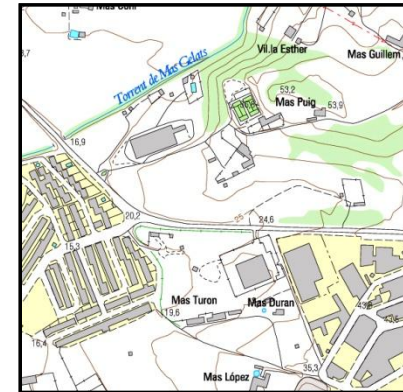 Mas Coní
Vil.la Esther
Mas Guillem
Torrent de Mas Gelats
53,2
Mas Puig
53,9
16,9
20,2
24,6
15,3
Mas Turon
Mas Duran
19,6
16,4
35,3
Mas López